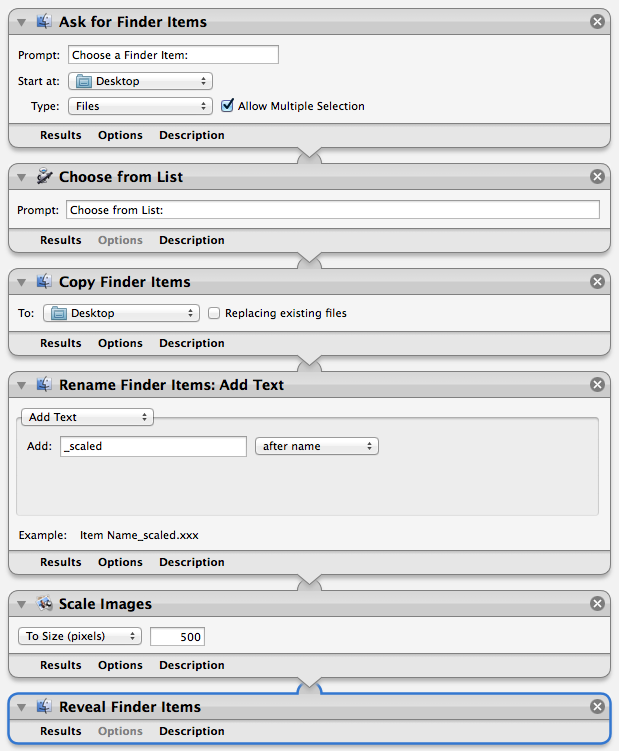 Ask for Finder Items
Prompt: Choose a Finder Item:
Start at: Desktop
Type: Files Allow Multiple Selection
Results Options Description
Choose from List
Prompt: Choose from List:
Results Options Description
Copy Finder Items
To: Desktop Replacing existing files
Results Options Description
Rename Finder Items: Add Text
Add Text
Add: _scaled after name
Example: Item Name_scaled.xxx
Results Options Description
Scale Images
To Size (pixels) 500
Results Options Description
Reveal Finder Items
Results Options Description